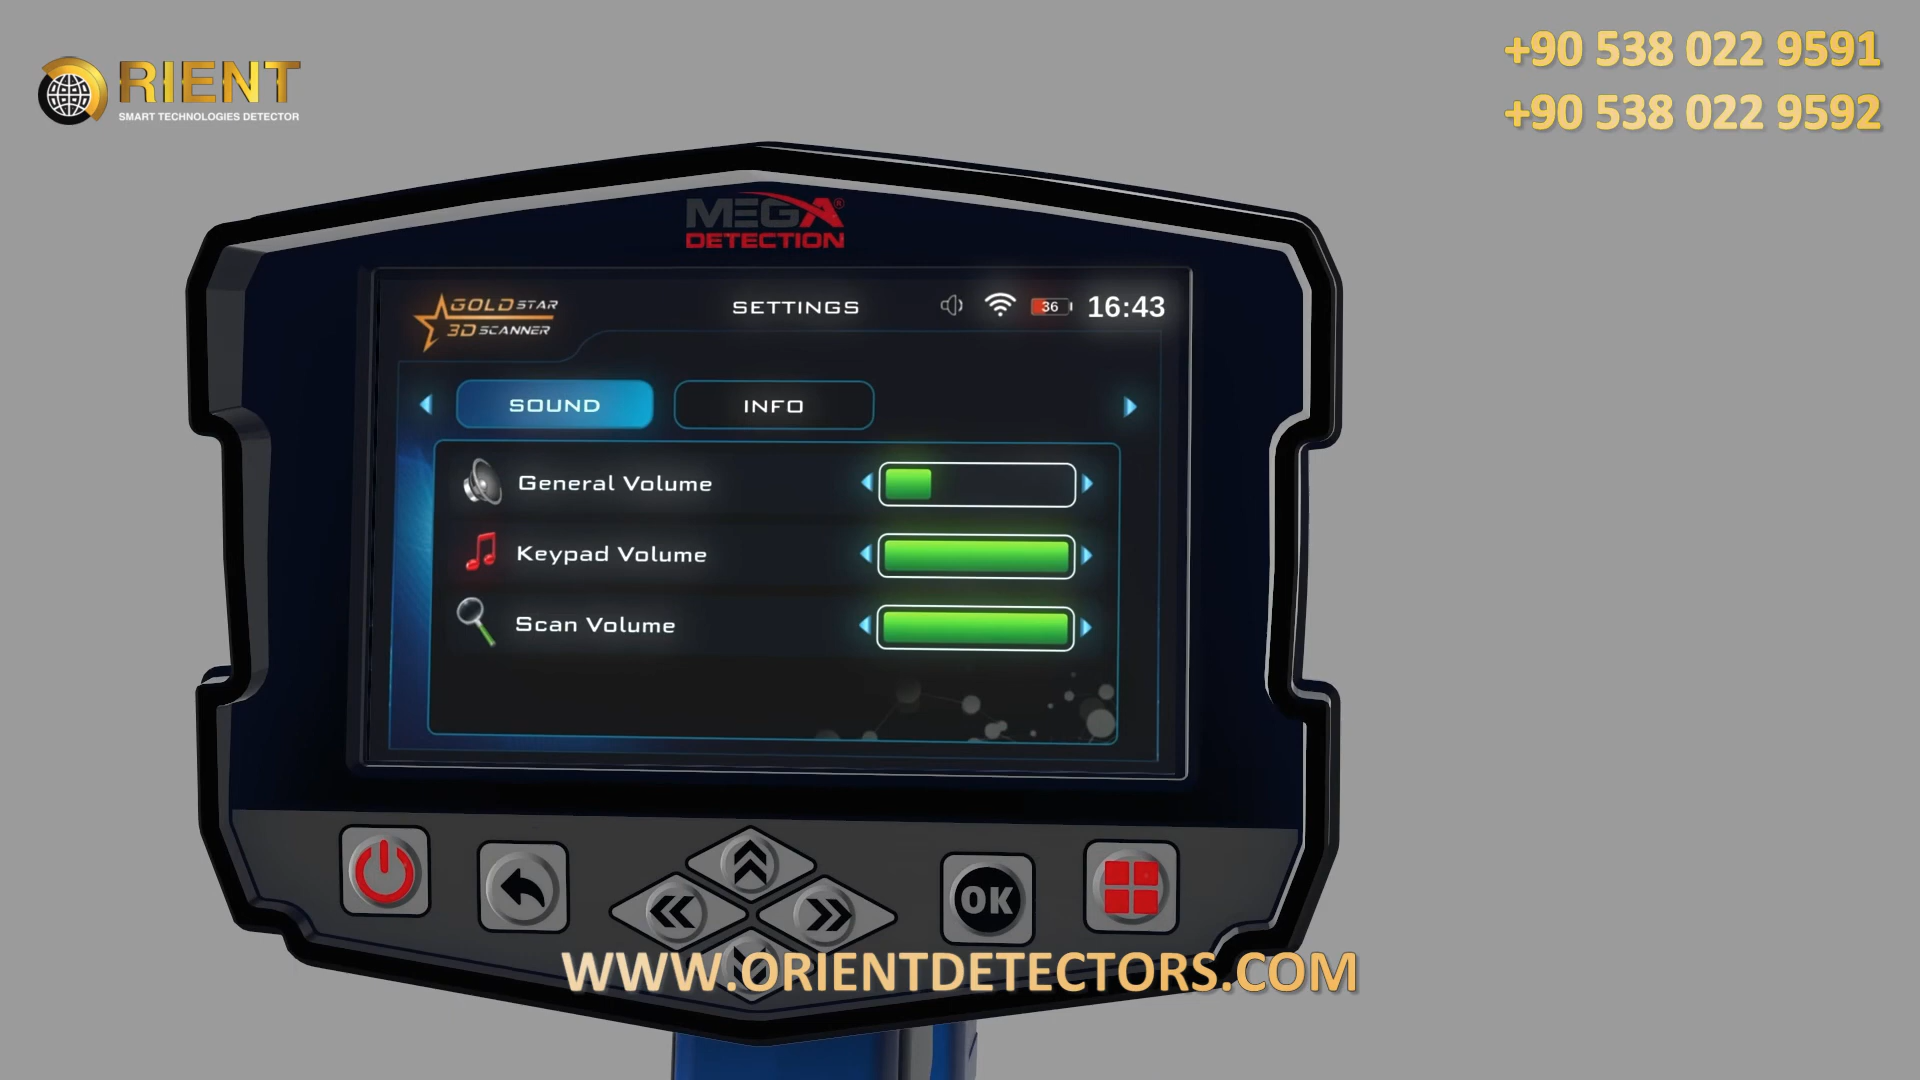 RIENT
SMART TECHNOLOGIES DETECTOR
+90 538 022 9591
+90 538 022 9592
MEGA®
DETECTION
GOLD STAR
3D SCANNER
SETTINGS
36
16:43
SOUND
INFO
General Volume
Keypad Volume
Scan Volume
OK
WWW.ORIENTDETECTORS.COM